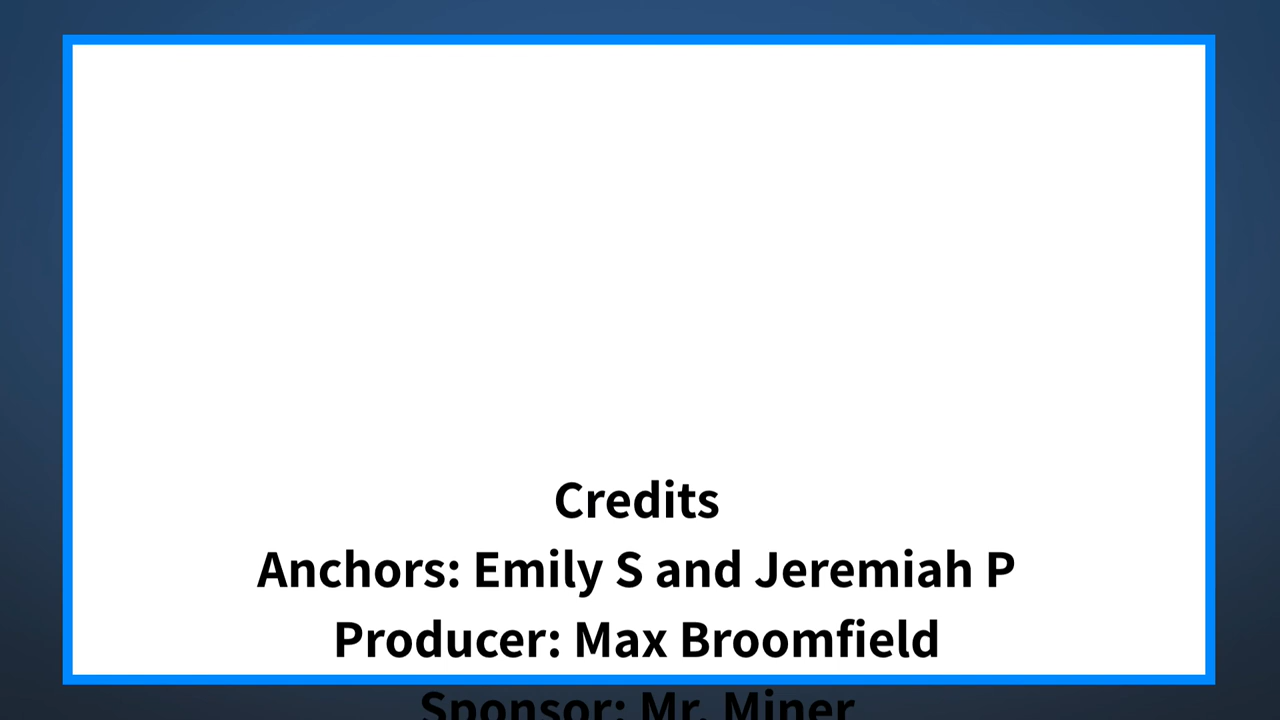 Credits
Anchors: Emily S and Jeremiah P
Producer: Max Broomfield
Sponsor: Mr. Miner